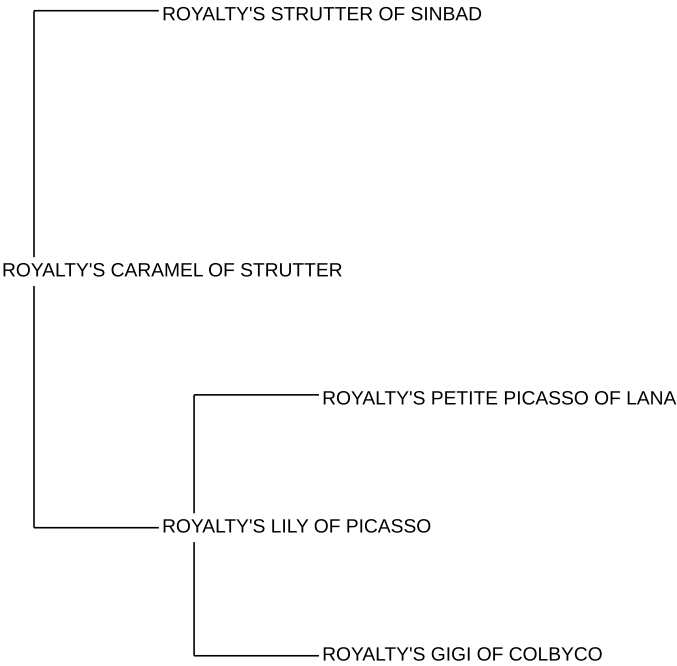 ROYALTY'S STRUTTER OF SINBAD
ROYALTY'S CARAMEL OF STRUTTER
ROYALTY'S PETITE PICASSO OF LANA
ROYALTY'S LILY OF PICASSO
ROYALTY'S GIGI OF COLBYCO